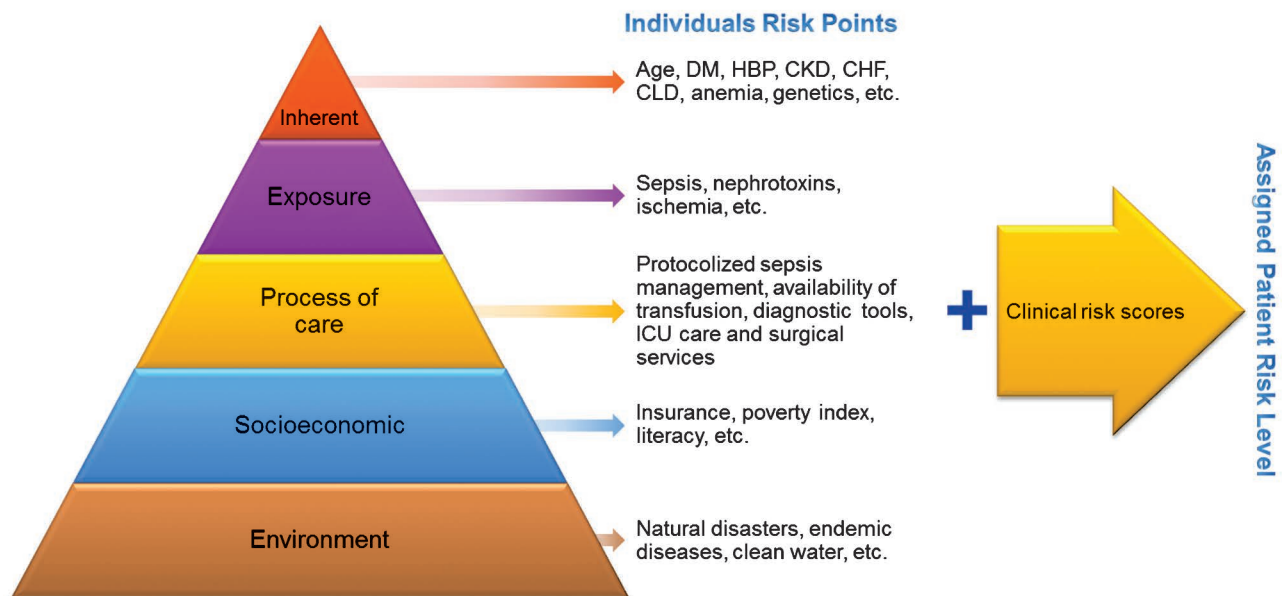 Individuals Risk Points
Inherent
Age, DM, HBP, CKD, CHF,
CLD, anemia, genetics, etc.
Exposure
Sepsis, nephrotoxins,
ischemia, etc.
Process of
care
Protocolized sepsis
management, availability of
transfusion, diagnostic tools,
ICU care and surgical
services
Socioeconomic
Insurance, poverty index,
literacy, etc.
Environment
Natural disasters, endemic
diseases, clean water, etc.
+
Clinical risk scores
Assigned Patient Risk Level